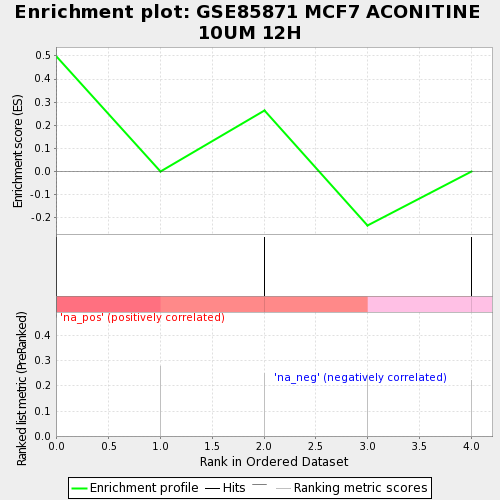 Enrichment plot: GSE85871 MCF7 ACONITINE
10UM 12H
Enrichment score (ES)
0.5
0.4
0.3
0.2
0.1
0.0
-0.1
-0.2
'na_pos' (positively correlated)
'na_neg' (negatively correlated)
Ranked list metric (PreRanked)
0.4
0.3
0.2
0.1
0.0
0.0 0.5 1.0 1.5 2.0 2.5 3.0 3.5 4.0
Rank in Ordered Dataset
Enrichment profile Hits Ranking metric scores